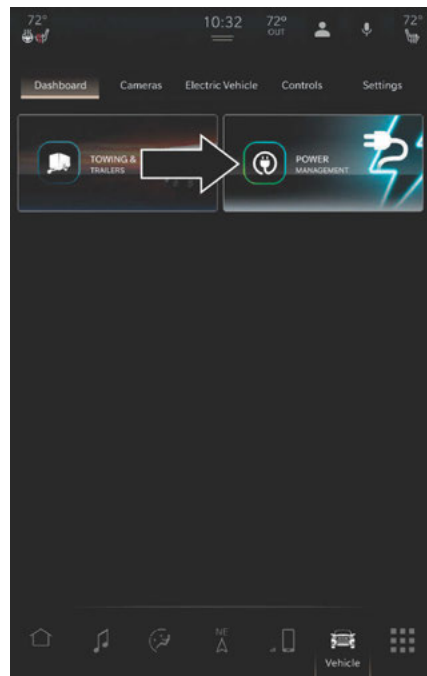 72°
10:32
72°
OUT
72°
Dashboard
Cameras
Electric Vehicle
Controls
Settings
TOWING &
TRAILERS
POWER
MANAGEMENT
NE
Vehicle